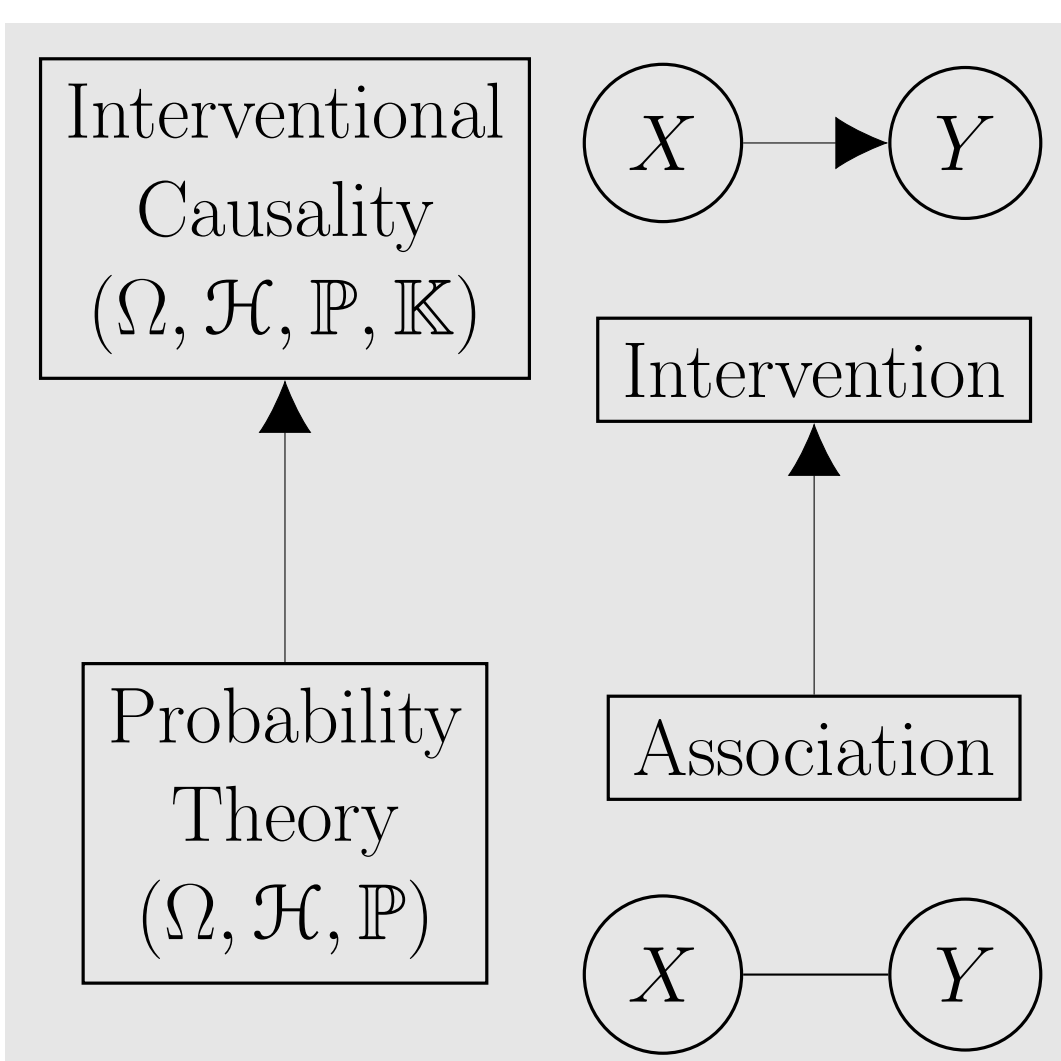 Interventional
Causality
(Ω, ℋ, ℙ, 𝕂)
X
Y
Intervention
Probability
Theory
(Ω, ℋ, ℙ)
Association
X
Y